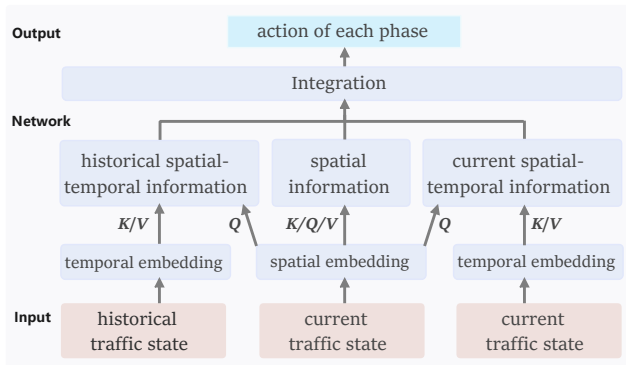 Output
action of each phase
Integration
Network
historical spatial-
temporal information
spatial
information
current spatial-
temporal information
K/V
Q
K/Q/V
Q
K/V
temporal embedding
spatial embedding
temporal embedding
Input
historical
traffic state
current
traffic state
current
traffic state